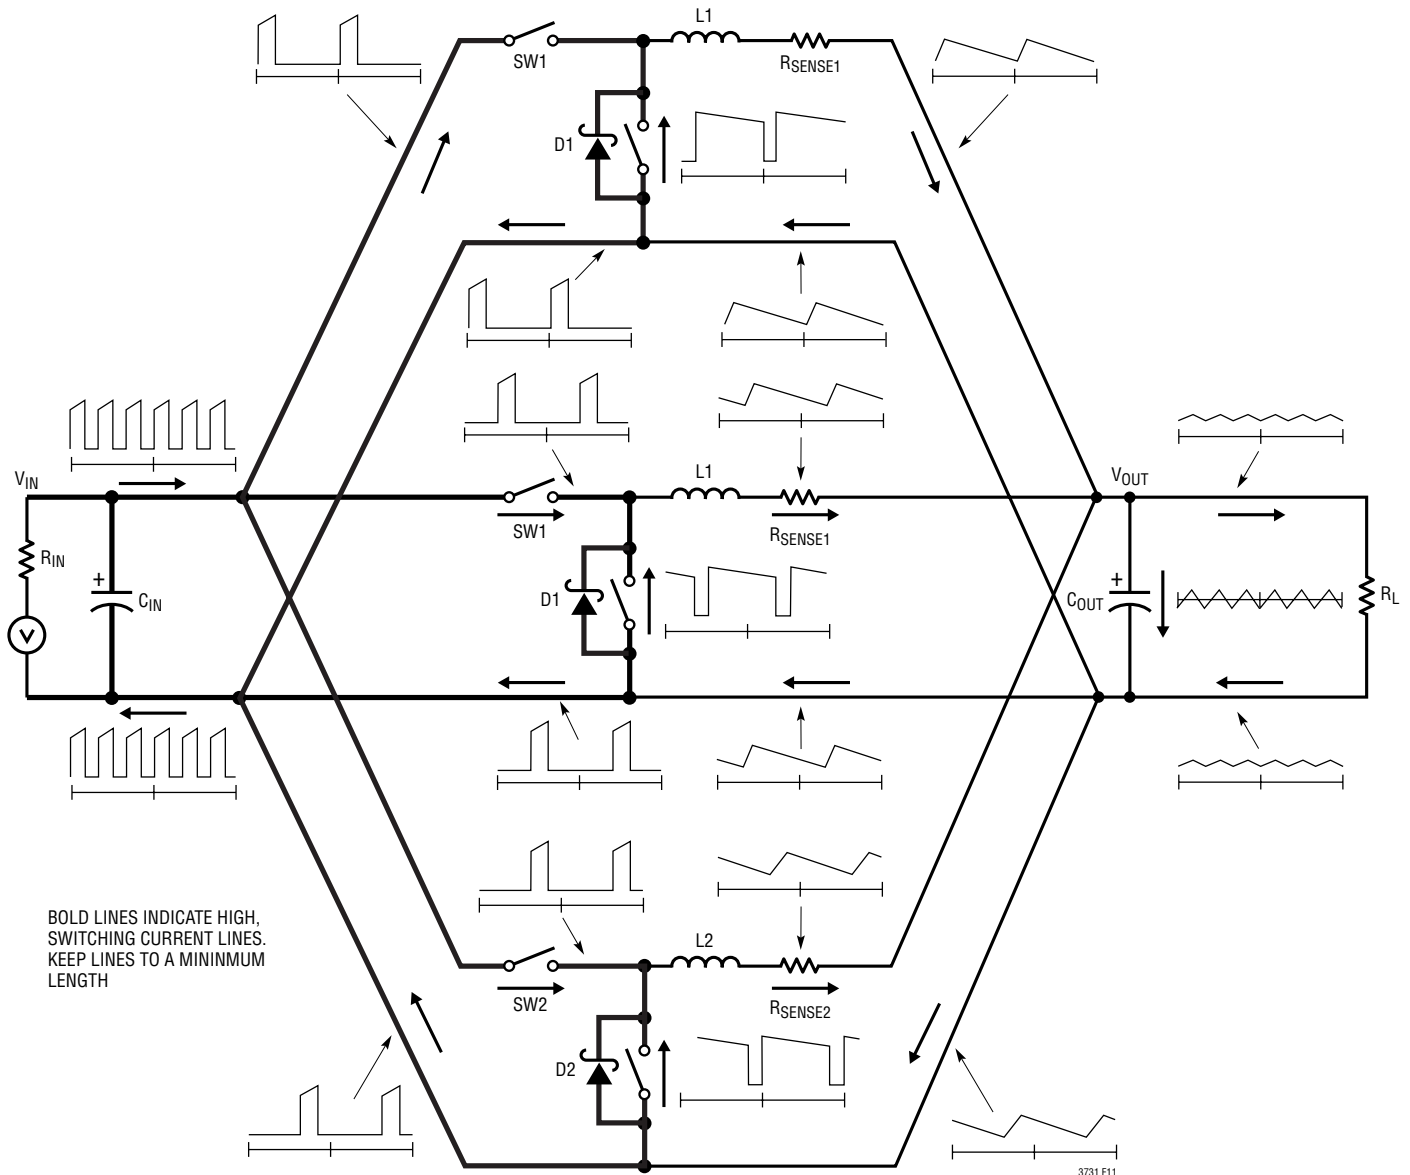 L1
SW1
RSENSE1
D1
VIN
L1
VOUT
SW1
RSENSE1
RIN
+
CIN
D1
+
COUT
RL
BOLD LINES INDICATE HIGH,
SWITCHING CURRENT LINES.
KEEP LINES TO A MININMUM
LENGTH
L2
SW2
RSENSE2
D2
3731 F11